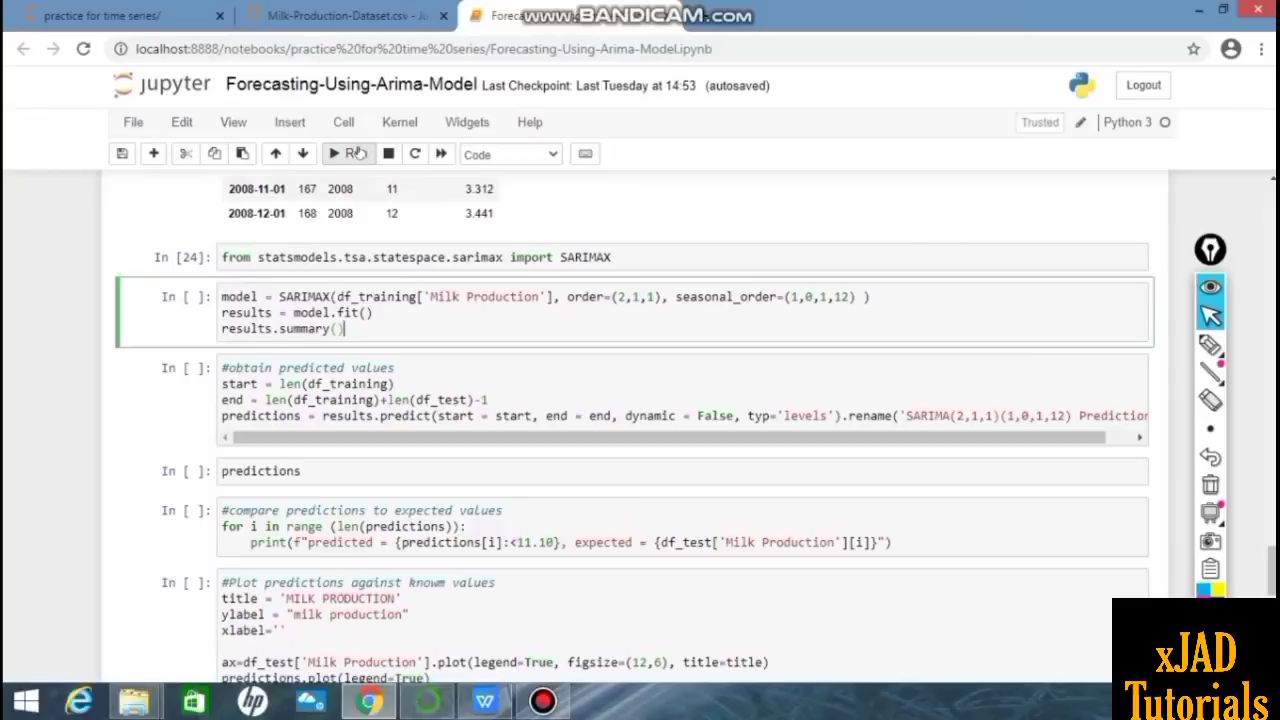 practice for time series/
Milk-Production-Dataset.csv - Ju
Foreca
www.BANDICAM.com
localhost:8888/notebooks/practice%20for%20time%20series/Forecasting-Using-Arima-Model.ipynb
jupyter Forecasting-Using-Arima-Model Last Checkpoint: Last Tuesday at 14:53 (autosaved)
Logout
File Edit View Insert Cell Kernel Widgets Help
Trusted
Python 3
Code
2008-11-01 167 2008 11 3.312
2008-12-01 168 2008 12 3.441
In [24]: from statsmodels.tsa.statespace.sarimax import SARIMAX
In [ ]: model = SARIMAX(df_training['Milk Production'], order=(2,1,1), seasonal_order=(1,0,1,12) )
results = model.fit()
results.summary()
In [ ]: #obtain predicted values
start = len(df_training)
end = len(df_training)+len(df_test)-1
predictions = results.predict(start = start, end = end, dynamic = False, typ='levels').rename('SARIMA(2,1,1)(1,0,1,12) Prediction
In [ ]: predictions
In [ ]: #compare predictions to expected values
for i in range (len(predictions)):
print(f"predicted = {predictions[i]:<11.10}, expected = {df_test['Milk Production'][i]}")
In [ ]: #Plot predictions against knowm values
title = 'MILK PRODUCTION'
ylabel = "milk production"
xlabel=''
ax=df_test['Milk Production'].plot(legend=True, figsize=(12,6), title=title)
predictions.plot(legend=True)
xJAD
Tutorials